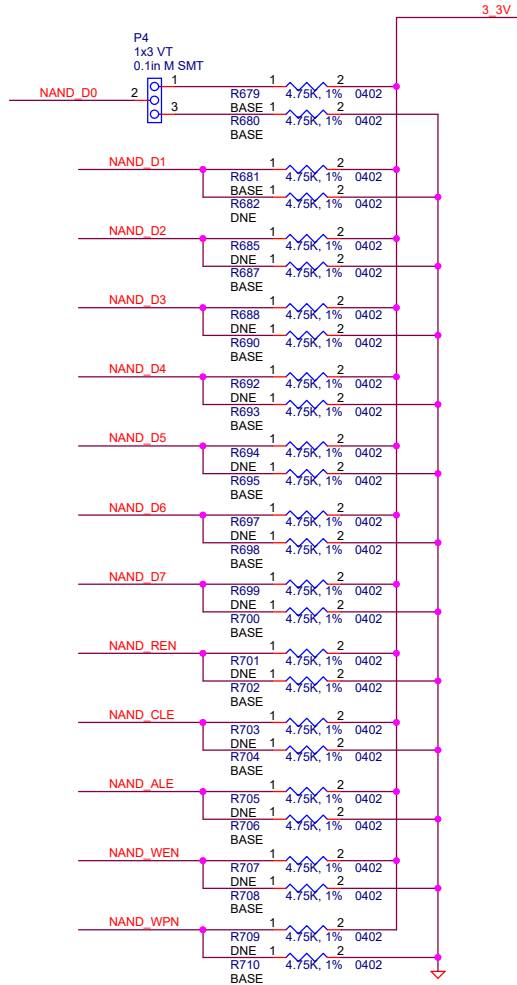 3_3V
P4
1x3 VT
0.1in M SMT
NAND_D0 2 1 1 2
R679 4.75K, 1% 0402
BASE
3 1 2
R680 4.75K, 1% 0402
BASE
NAND_D1 1 2
R681 4.75K, 1% 0402
BASE 1 2
R682 4.75K, 1% 0402
DNE
NAND_D2 1 2
R685 4.75K, 1% 0402
DNE 1 2
R687 4.75K, 1% 0402
BASE
NAND_D3 1 2
R688 4.75K, 1% 0402
DNE 1 2
R690 4.75K, 1% 0402
BASE
NAND_D4 1 2
R692 4.75K, 1% 0402
DNE 1 2
R693 4.75K, 1% 0402
BASE
NAND_D5 1 2
R694 4.75K, 1% 0402
DNE 1 2
R695 4.75K, 1% 0402
BASE
NAND_D6 1 2
R697 4.75K, 1% 0402
DNE 1 2
R698 4.75K, 1% 0402
BASE
NAND_D7 1 2
R699 4.75K, 1% 0402
DNE 1 2
R700 4.75K, 1% 0402
BASE
NAND_REN 1 2
R701 4.75K, 1% 0402
DNE 1 2
R702 4.75K, 1% 0402
BASE
NAND_CLE 1 2
R703 4.75K, 1% 0402
DNE 1 2
R704 4.75K, 1% 0402
BASE
NAND_ALE 1 2
R705 4.75K, 1% 0402
DNE 1 2
R706 4.75K, 1% 0402
BASE
NAND_WEN 1 2
R707 4.75K, 1% 0402
DNE 1 2
R708 4.75K, 1% 0402
BASE
NAND_WPN 1 2
R709 4.75K, 1% 0402
DNE 1 2
R710 4.75K, 1% 0402
BASE